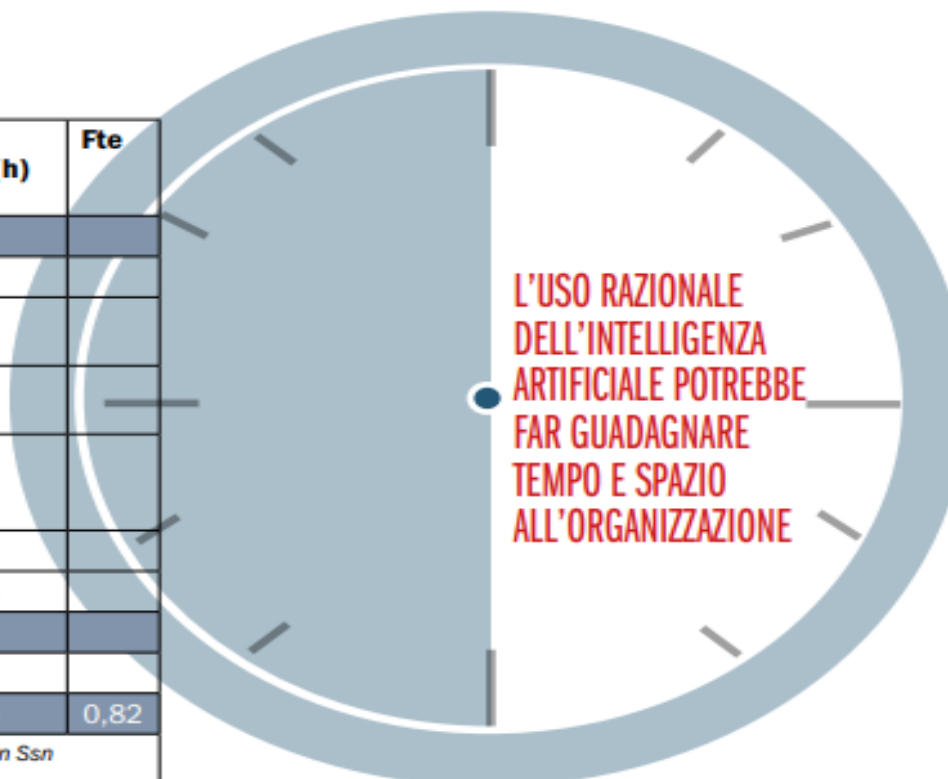 Fte
h)
L'USO RAZIONALE
DELL'INTELLIGENZA
ARTIFICIALE POTREBBE
FAR GUADAGNARE
TEMPO E SPAZIO
ALL'ORGANIZZAZIONE
0,82
n Ssn